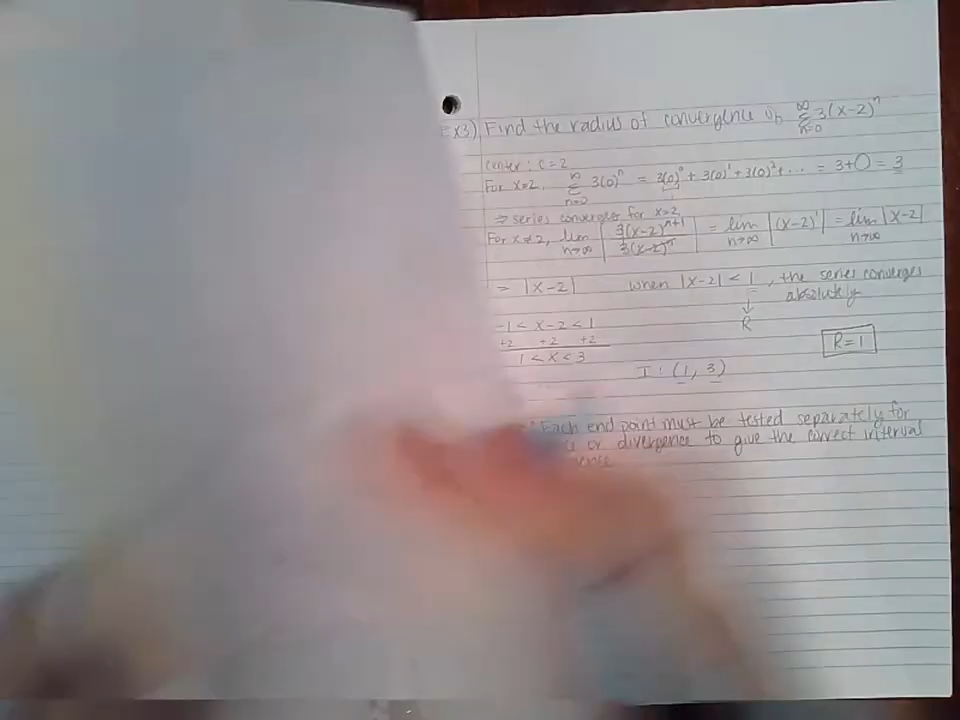 Ex3) Find the radius of convergence of ∞ Σ n=0 3(x-2)^n
center: c=2
For x=2, ∞ Σ n=0 3(0)^n = 3(0)^0 + 3(0)^1 + 3(0)^2 + ... = 3+0 = 3
⇒ series converges for x=2,
For x≠2, lim n→∞ | 3(x-2)^n+1 / 3(x-2)^n | = lim n→∞ |(x-2)^1| = lim n→∞ |x-2|
= |x-2| when |x-2| < 1, the series converges
absolutely
↓
R
-1 < x-2 < 1
+2 +2 +2
1 < x < 3
R=1
I: (1, 3)
Each end point must be tested separately for
or divergence to give the correct interval